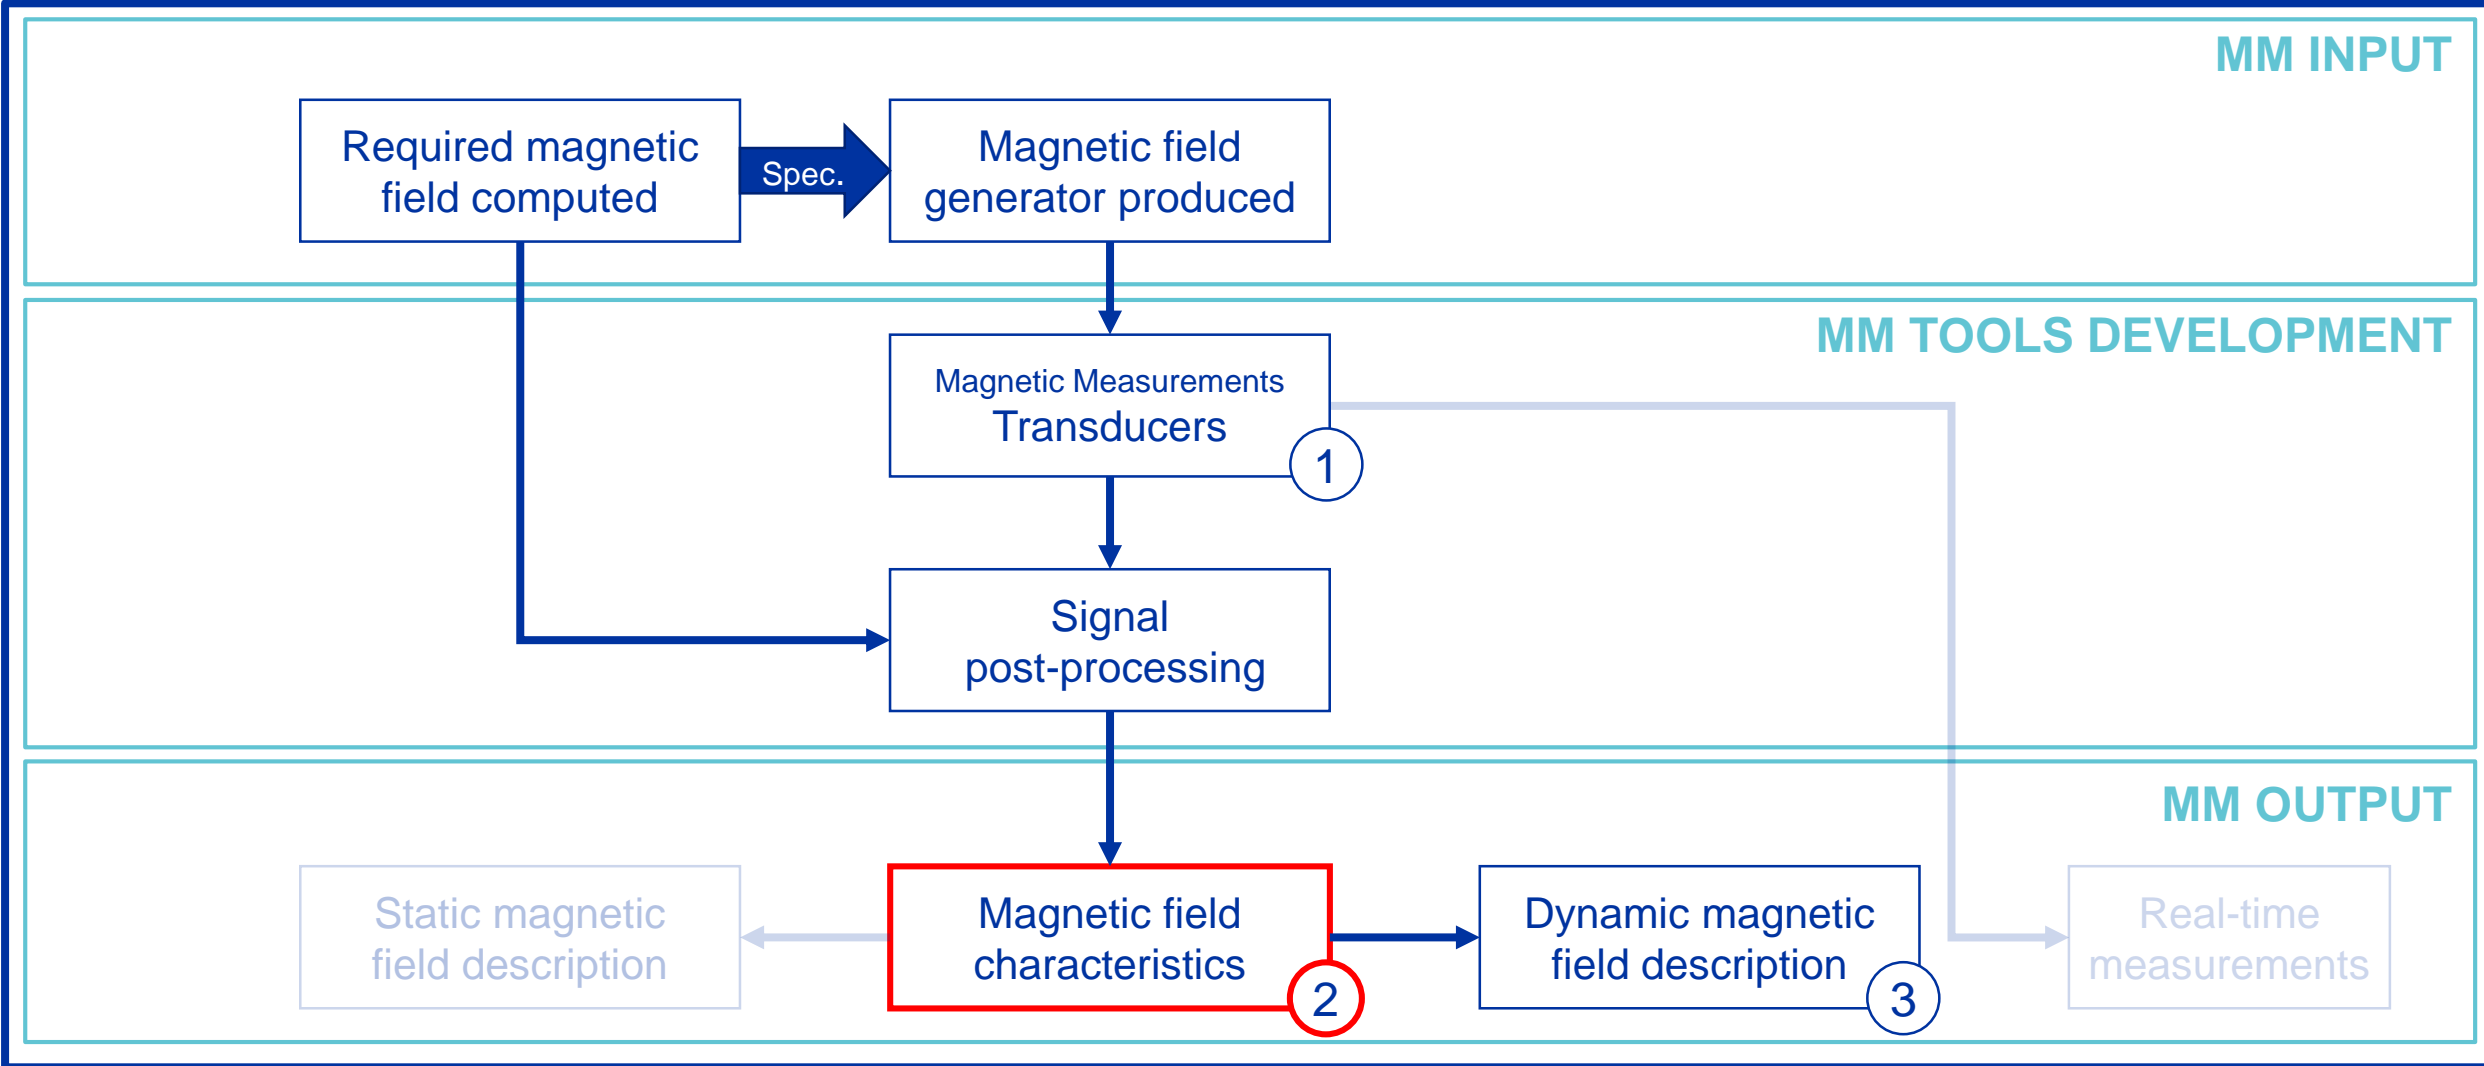 MM INPUT
Required magnetic
field computed
Spec.
Magnetic field
generator produced
MM TOOLS DEVELOPMENT
Magnetic Measurements
Transducers
1
Signal
post-processing
MM OUTPUT
Static magnetic
field description
Magnetic field
characteristics
2
Dynamic magnetic
field description
3
Real-time
measurements